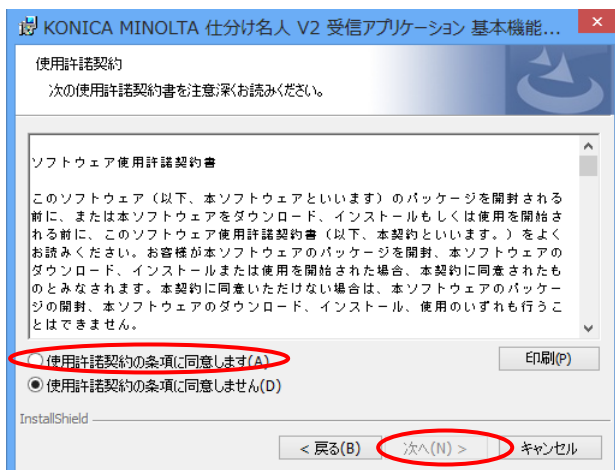 KONICA MINOLTA 仕分け名人 V2 受信アプリケーション 基本機能...
使用許諾契約
次の使用許諾契約書を注意深くお読みください。
ソフトウェア使用許諾契約書
このソフトウェア（以下、本ソフトウェアといいます）のパッケージを開封される
前に、または本ソフトウェアをダウンロード、インストールもしくは使用を開始さ
れる前に、このソフトウェア使用許諾契約書（以下、本契約といいます。）をよく
お読みください。お客様が本ソフトウェアのパッケージを開封、本ソフトウェアの
ダウンロード、インストールまたは使用を開始された場合、本契約に同意されたも
のとみなされます。本契約に同意いただけない場合は、本ソフトウェアのパッケー
ジの開封、本ソフトウェアのダウンロード、インストール、使用のいずれも行うこ
とはできません。
使用許諾契約の条項に同意します(A)
印刷(P)
使用許諾契約の条項に同意しません(D)
InstallShield
< 戻る(B)
次へ(N) >
キャンセル